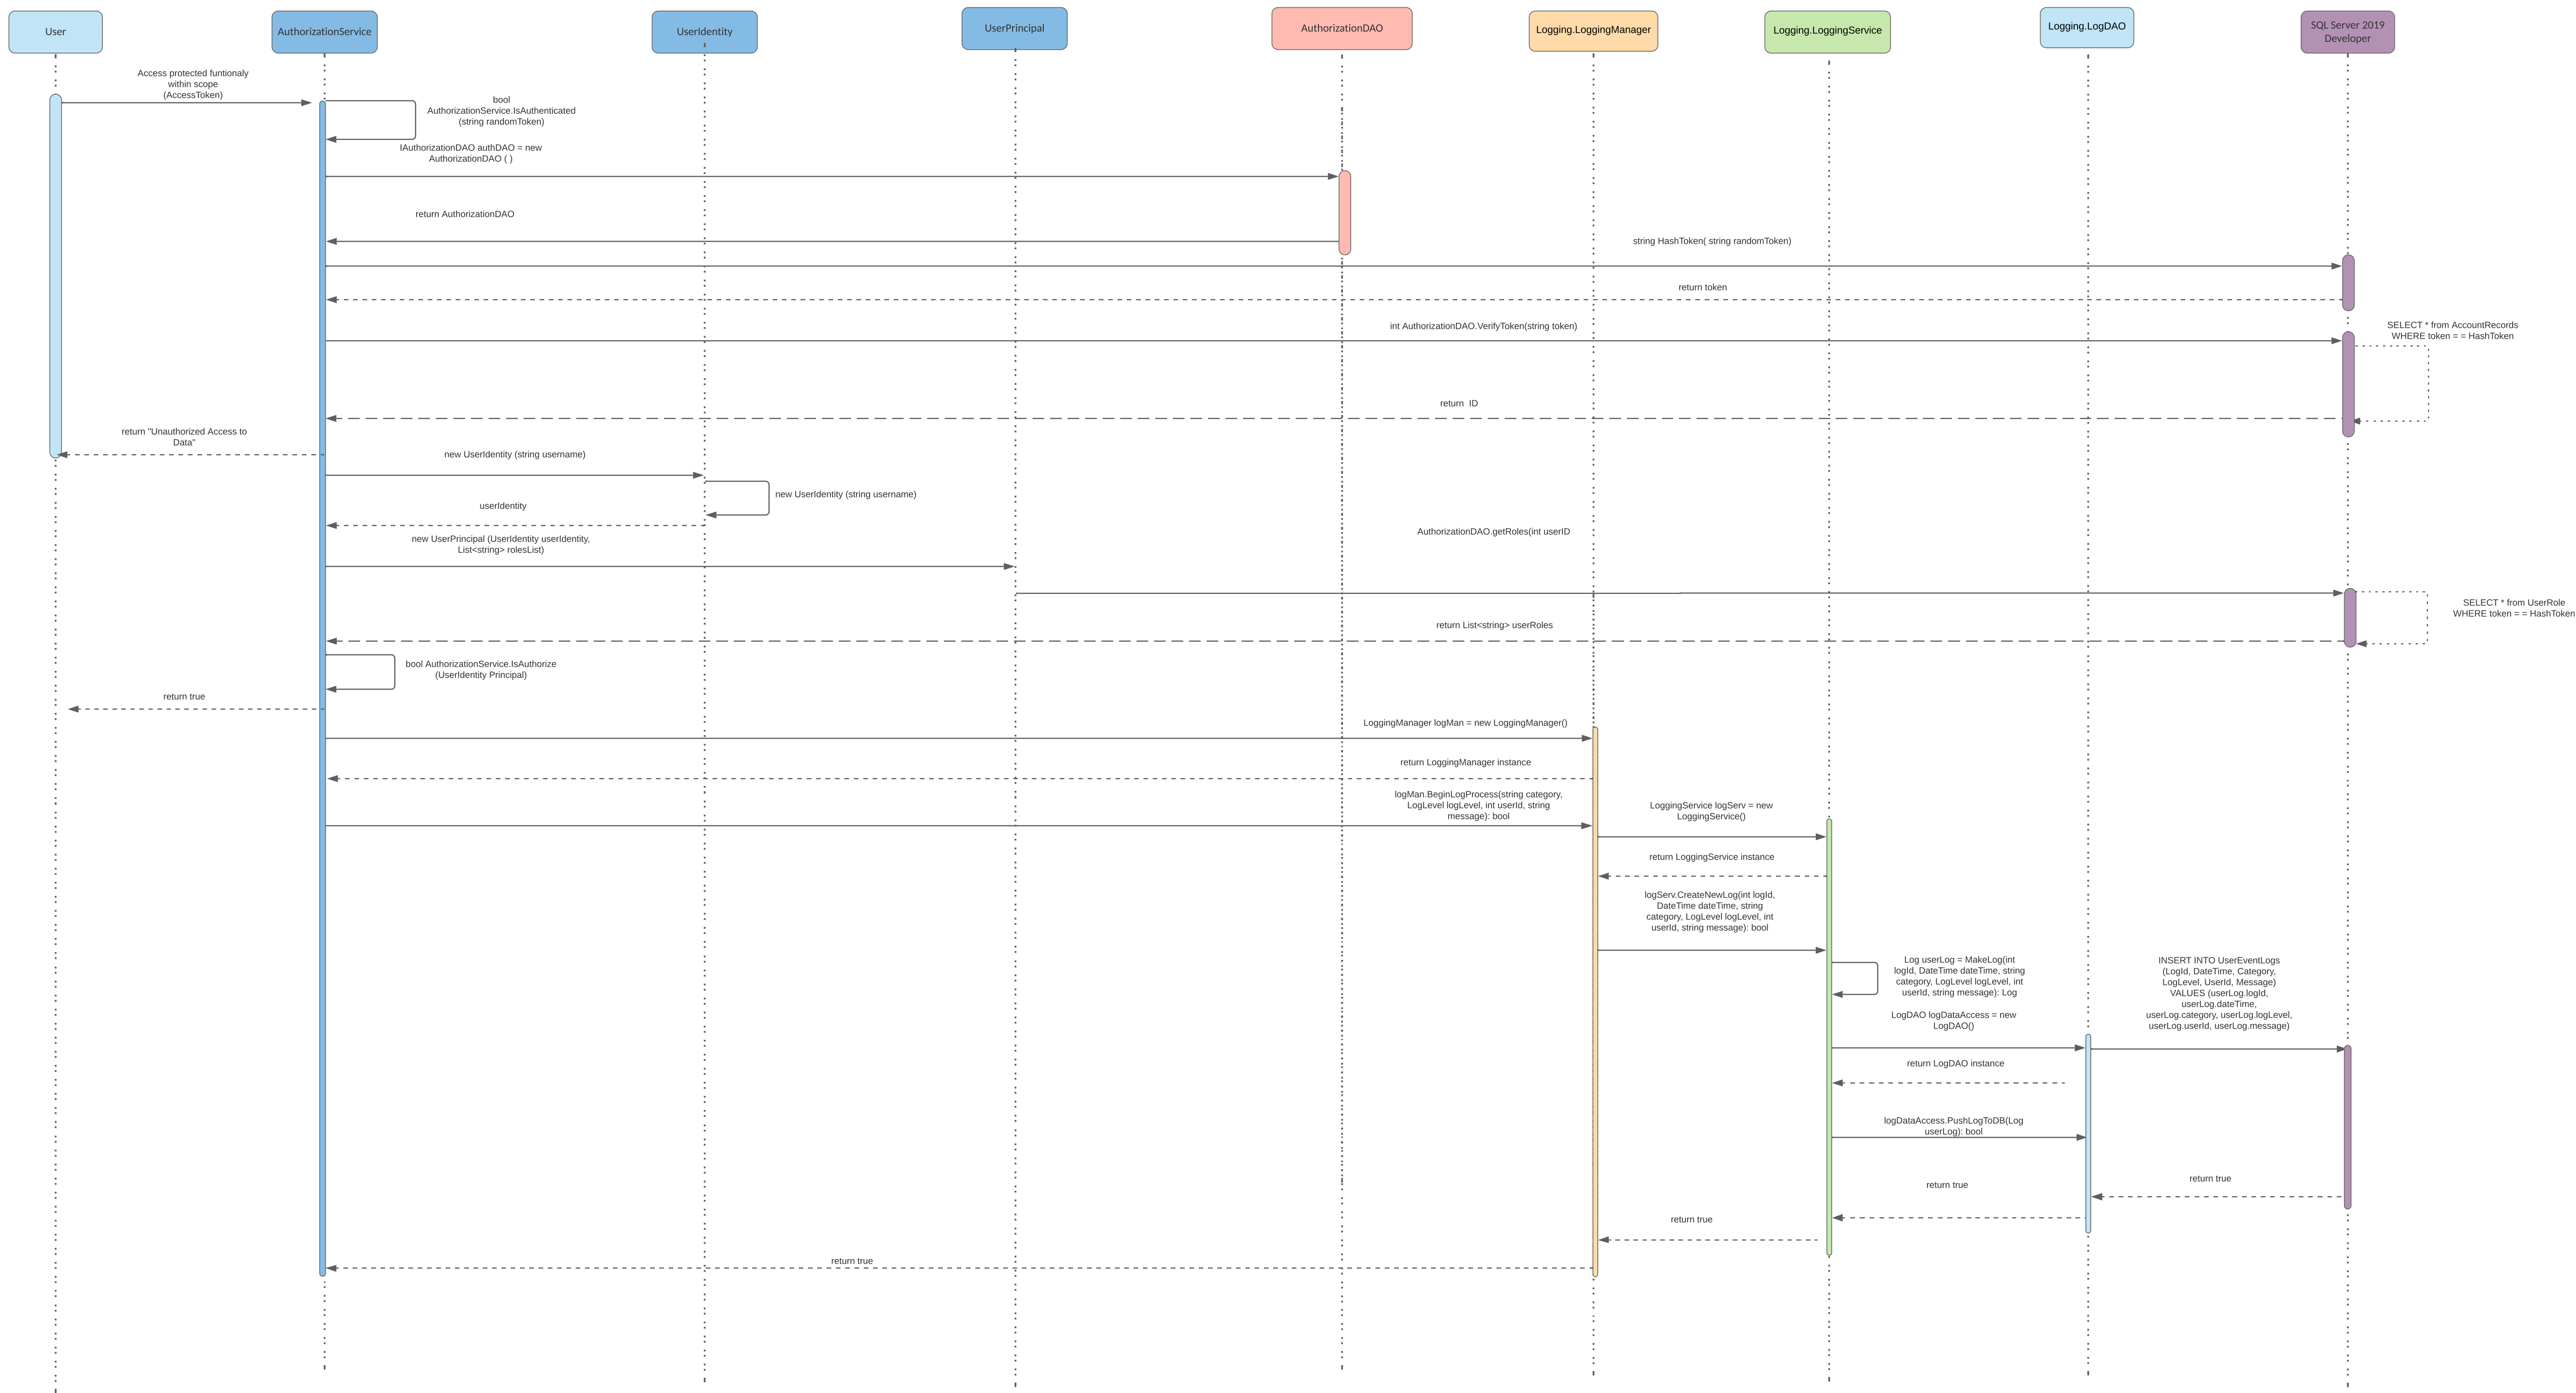 User
AuthorizationService
UserIdentity
UserPrincipal
AuthorizationDAO
Logging.LoggingManager
Logging.LoggingService
Logging.LogDAO
SQL Server 2019
Developer
Access protected funtionaly
within scope
(AccessToken)
bool
AuthorizationService.IsAuthenticated
(string randomToken)
IAuthorizationDAO authDAO = new
AuthorizationDAO ( )
return AuthorizationDAO
string HashToken( string randomToken)
return token
int AuthorizationDAO.VerifyToken(string token)
SELECT * from AccountRecords
WHERE token = = HashToken
return  ID
return "Unauthorized Access to
Data"
new UserIdentity (string username)
new UserIdentity (string username)
userIdentity
AuthorizationDAO.getRoles(int userID
new UserPrincipal (UserIdentity userIdentity,
List<string> rolesList)
SELECT * from UserRole
WHERE token = = HashToken
return List<string> userRoles
bool AuthorizationService.IsAuthorize
(UserIdentity Principal)
return true
LoggingManager logMan = new LoggingManager()
return LoggingManager instance
logMan.BeginLogProcess(string category,
LogLevel logLevel, int userId, string
message): bool
LoggingService logServ = new
LoggingService()
return LoggingService instance
logServ.CreateNewLog(int logId,
DateTime dateTime, string
category, LogLevel logLevel, int
userId, string message): bool
Log userLog = MakeLog(int
logId, DateTime dateTime, string
category, LogLevel logLevel, int
userId, string message): Log
INSERT INTO UserEventLogs
(LogId, DateTime, Category,
LogLevel, UserId, Message)
VALUES (userLog.logId,
userLog.dateTime,
userLog.category, userLog.logLevel,
userLog.userId, userLog.message)
LogDAO logDataAccess = new
LogDAO()
return LogDAO instance
logDataAccess.PushLogToDB(Log
userLog): bool
return true
return true
return true
return true